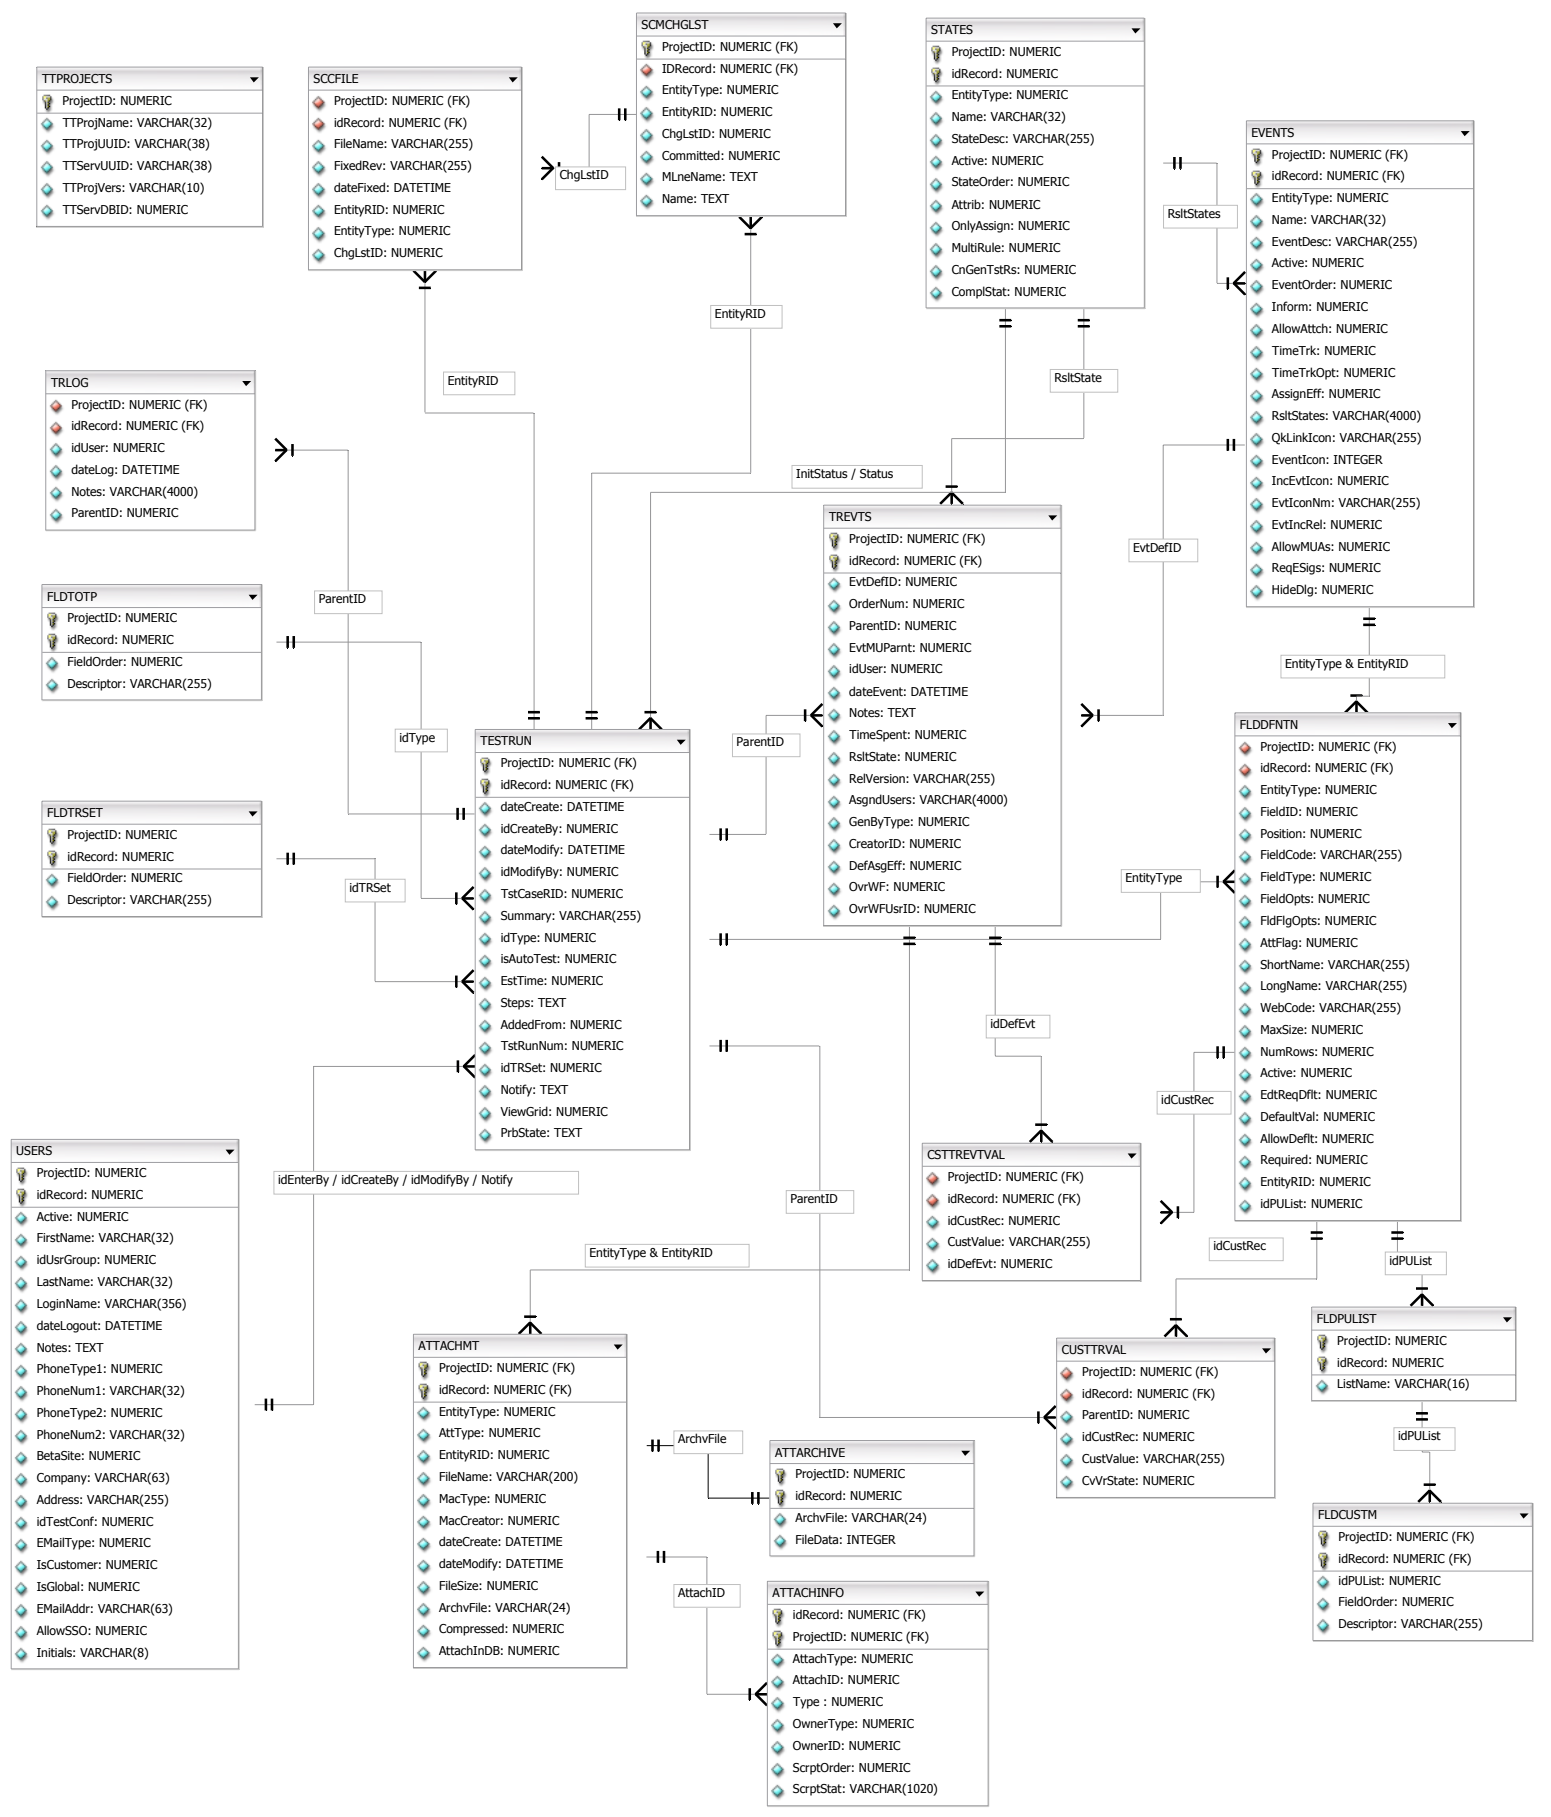 TTPROJECTS
ProjectID: NUMERIC
TTProjName: VARCHAR(32)
TTProjUUID: VARCHAR(38)
TTServUUID: VARCHAR(38)
TTProjVers: VARCHAR(10)
TTServDBID: NUMERIC
SCCFILE
ProjectID: NUMERIC (FK)
idRecord: NUMERIC (FK)
FileName: VARCHAR(255)
FixedRev: VARCHAR(255)
dateFixed: DATETIME
EntityRID: NUMERIC
EntityType: NUMERIC
ChgLstID: NUMERIC
ChgLstID
SCMCHGLST
ProjectID: NUMERIC (FK)
IDRecord: NUMERIC (FK)
EntityType: NUMERIC
EntityRID: NUMERIC
ChgLstID: NUMERIC
Committed: NUMERIC
MLneName: TEXT
Name: TEXT
STATES
ProjectID: NUMERIC
idRecord: NUMERIC
EntityType: NUMERIC
Name: VARCHAR(32)
StateDesc: VARCHAR(255)
Active: NUMERIC
StateOrder: NUMERIC
Attrib: NUMERIC
OnlyAssign: NUMERIC
MultiRule: NUMERIC
CnGenTstRs: NUMERIC
ComplStat: NUMERIC
RsltStates
EVENTS
ProjectID: NUMERIC (FK)
idRecord: NUMERIC (FK)
EntityType: NUMERIC
Name: VARCHAR(32)
EventDesc: VARCHAR(255)
Active: NUMERIC
EventOrder: NUMERIC
Inform: NUMERIC
AllowAttch: NUMERIC
TimeTrk: NUMERIC
TimeTrkOpt: NUMERIC
AssignEff: NUMERIC
RsltStates: VARCHAR(4000)
QkLinkIcon: VARCHAR(255)
EventIcon: INTEGER
IncEvtIcon: NUMERIC
EvtIconNm: VARCHAR(255)
EvtIncRel: NUMERIC
AllowMUAs: NUMERIC
ReqESigs: NUMERIC
HideDlg: NUMERIC
EntityRID
EntityRID
RsltState
InitStatus / Status
EvtDefID
EntityType & EntityRID
TRLOG
ProjectID: NUMERIC (FK)
idRecord: NUMERIC (FK)
idUser: NUMERIC
dateLog: DATETIME
Notes: VARCHAR(4000)
ParentID: NUMERIC
ParentID
FLDTOTP
ProjectID: NUMERIC
idRecord: NUMERIC
FieldOrder: NUMERIC
Descriptor: VARCHAR(255)
idType
FLDTRSET
ProjectID: NUMERIC
idRecord: NUMERIC
FieldOrder: NUMERIC
Descriptor: VARCHAR(255)
idTRSet
TESTRUN
ProjectID: NUMERIC (FK)
idRecord: NUMERIC (FK)
dateCreate: DATETIME
idCreateBy: NUMERIC
dateModify: DATETIME
idModifyBy: NUMERIC
TstCaseRID: NUMERIC
Summary: VARCHAR(255)
idType: NUMERIC
isAutoTest: NUMERIC
EstTime: NUMERIC
Steps: TEXT
AddedFrom: NUMERIC
TstRunNum: NUMERIC
idTRSet: NUMERIC
Notify: TEXT
ViewGrid: NUMERIC
PrbState: TEXT
ParentID
TREVTS
ProjectID: NUMERIC (FK)
idRecord: NUMERIC (FK)
EvtDefID: NUMERIC
OrderNum: NUMERIC
ParentID: NUMERIC
EvtMUParnt: NUMERIC
idUser: NUMERIC
dateEvent: DATETIME
Notes: TEXT
TimeSpent: NUMERIC
RsltState: NUMERIC
RelVersion: VARCHAR(255)
AsgndUsers: VARCHAR(4000)
GenByType: NUMERIC
CreatorID: NUMERIC
DefAsgEff: NUMERIC
OvrWF: NUMERIC
OvrWFUsrID: NUMERIC
EntityType
FLDDFNTN
ProjectID: NUMERIC (FK)
idRecord: NUMERIC (FK)
EntityType: NUMERIC
FieldID: NUMERIC
Position: NUMERIC
FieldCode: VARCHAR(255)
FieldType: NUMERIC
FieldOpts: NUMERIC
FldFlgOpts: NUMERIC
AttFlag: NUMERIC
ShortName: VARCHAR(255)
LongName: VARCHAR(255)
WebCode: VARCHAR(255)
MaxSize: NUMERIC
NumRows: NUMERIC
Active: NUMERIC
EdtReqDflt: NUMERIC
DefaultVal: NUMERIC
AllowDeflt: NUMERIC
Required: NUMERIC
EntityRID: NUMERIC
idPUList: NUMERIC
idDefEvt
idCustRec
USERS
ProjectID: NUMERIC
idRecord: NUMERIC
Active: NUMERIC
FirstName: VARCHAR(32)
idUsrGroup: NUMERIC
LastName: VARCHAR(32)
LoginName: VARCHAR(356)
dateLogout: DATETIME
Notes: TEXT
PhoneType1: NUMERIC
PhoneNum1: VARCHAR(32)
PhoneType2: NUMERIC
PhoneNum2: VARCHAR(32)
BetaSite: NUMERIC
Company: VARCHAR(63)
Address: VARCHAR(255)
idTestConf: NUMERIC
EMailType: NUMERIC
IsCustomer: NUMERIC
IsGlobal: NUMERIC
EMailAddr: VARCHAR(63)
AllowSSO: NUMERIC
Initials: VARCHAR(8)
idEnterBy / idCreateBy / idModifyBy / Notify
ParentID
EntityType & EntityRID
CSTTREVTVAL
ProjectID: NUMERIC (FK)
idRecord: NUMERIC (FK)
idCustRec: NUMERIC
CustValue: VARCHAR(255)
idDefEvt: NUMERIC
idCustRec
idPUList
ATTACHMT
ProjectID: NUMERIC (FK)
idRecord: NUMERIC (FK)
EntityType: NUMERIC
AttType: NUMERIC
EntityRID: NUMERIC
FileName: VARCHAR(200)
MacType: NUMERIC
MacCreator: NUMERIC
dateCreate: DATETIME
dateModify: DATETIME
FileSize: NUMERIC
ArchvFile: VARCHAR(24)
Compressed: NUMERIC
AttachInDB: NUMERIC
ArchvFile
ATTARCHIVE
ProjectID: NUMERIC
idRecord: NUMERIC
ArchvFile: VARCHAR(24)
FileData: INTEGER
AttachID
ATTACHINFO
idRecord: NUMERIC (FK)
ProjectID: NUMERIC (FK)
AttachType: NUMERIC
AttachID: NUMERIC
Type : NUMERIC
OwnerType: NUMERIC
OwnerID: NUMERIC
ScrptOrder: NUMERIC
ScrptStat: VARCHAR(1020)
CUSTTRVAL
ProjectID: NUMERIC (FK)
idRecord: NUMERIC (FK)
ParentID: NUMERIC
idCustRec: NUMERIC
CustValue: VARCHAR(255)
CvVrState: NUMERIC
FLDPULIST
ProjectID: NUMERIC
idRecord: NUMERIC
ListName: VARCHAR(16)
idPUList
FLDCUSTM
ProjectID: NUMERIC (FK)
idRecord: NUMERIC (FK)
idPUList: NUMERIC
FieldOrder: NUMERIC
Descriptor: VARCHAR(255)